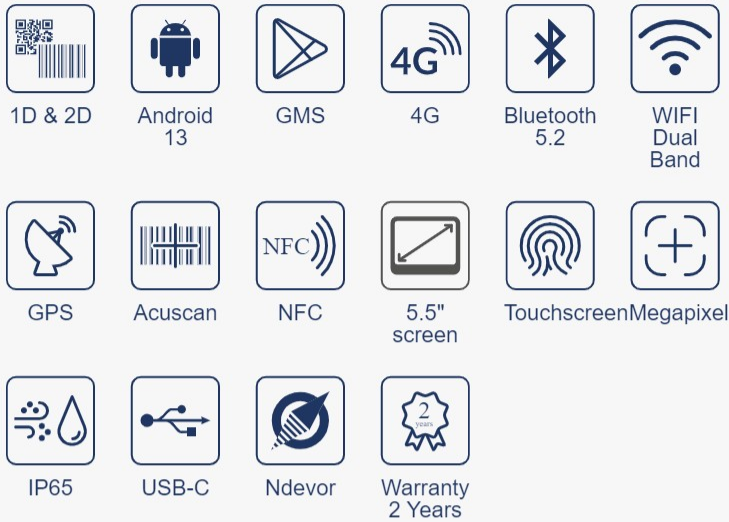 4G
1D & 2D
Android
13
GMS
4G
Bluetooth
5.2
WIFI
Dual
Band
NFC
GPS
Acuscan
NFC
5.5"
screen
Touchscreen
Megapixel
2
years
IP65
USB-C
Ndevor
Warranty
2 Years